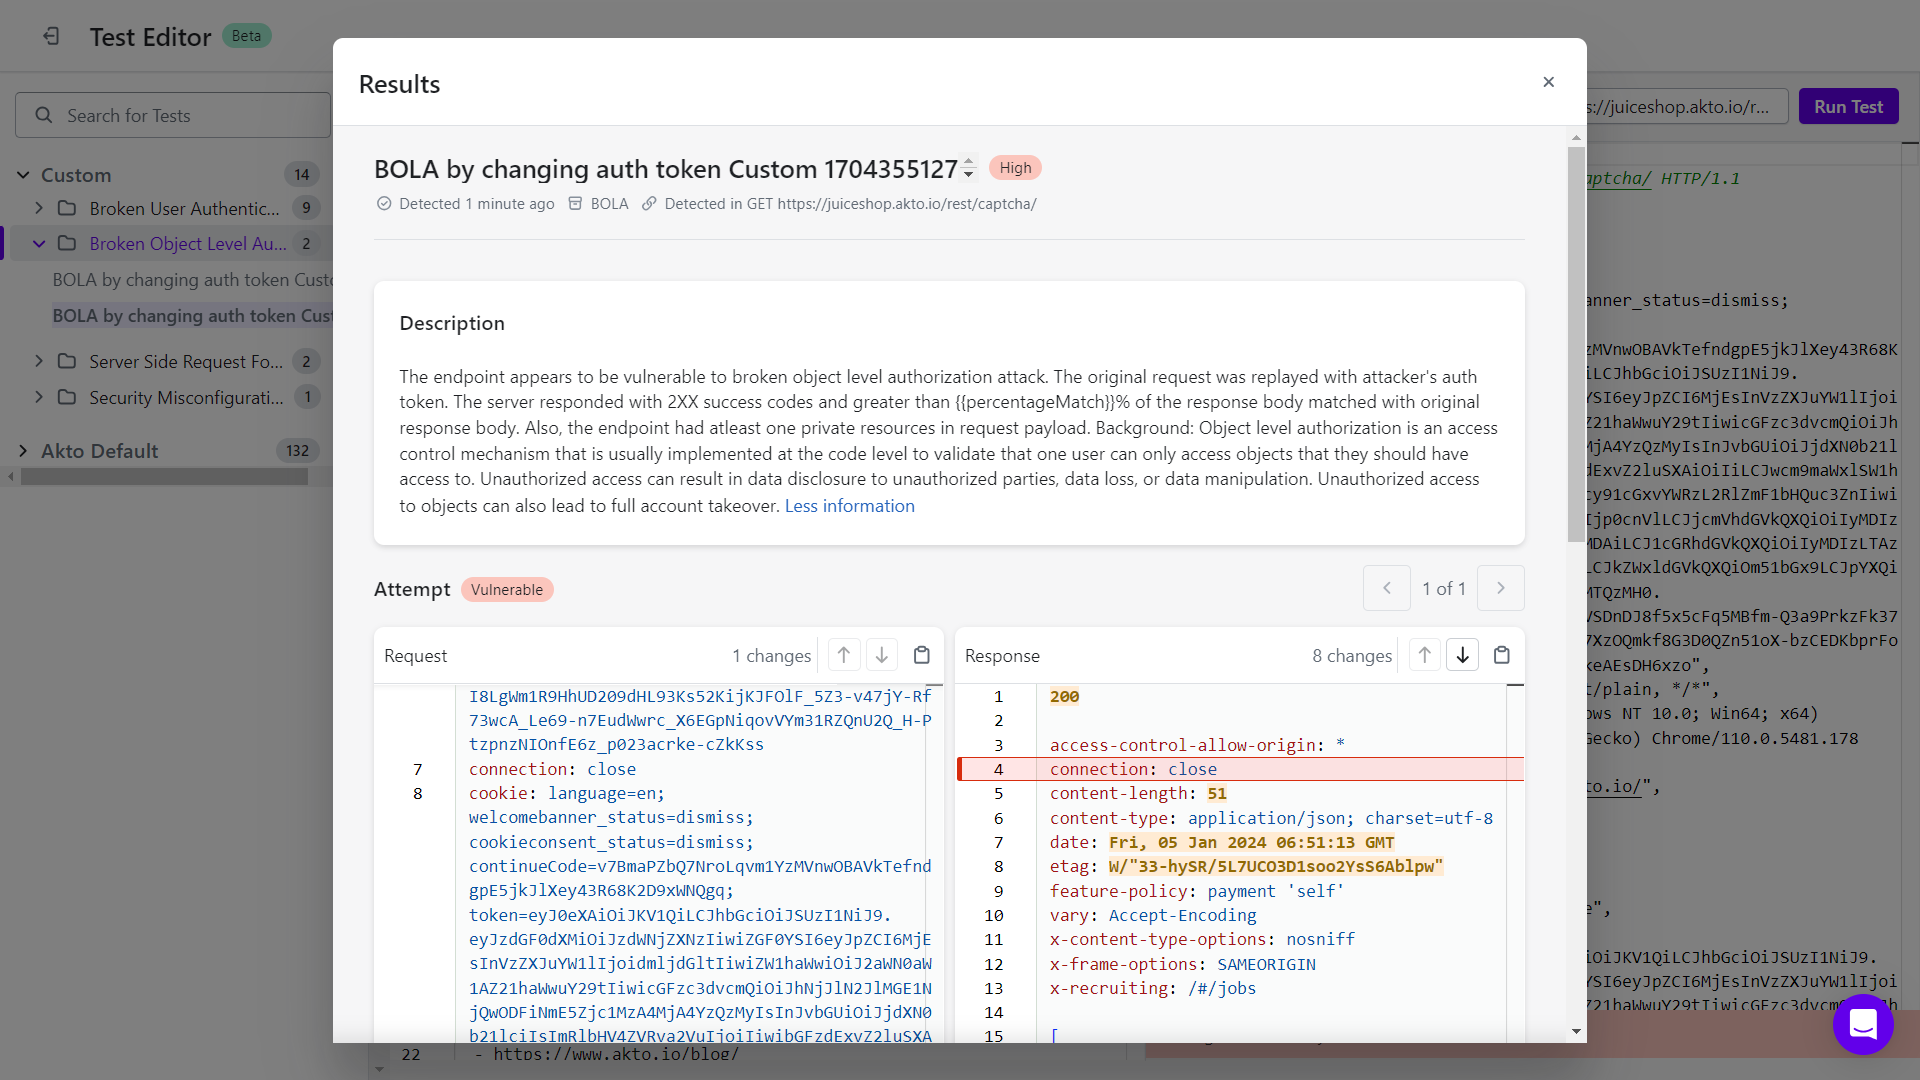 Test Editor
Beta
Search for Tests
Custom
14
Broken User Authentic...
9
Broken Object Level Au...
2
BOLA by changing auth token Custo
BOLA by changing auth token Cust
Server Side Request Fo...
2
Security Misconfigurati...
1
Akto Default
132
Results
×
BOLA by changing auth token Custom 1704355127
High
Detected 1 minute ago
BOLA
Detected in GET https://juiceshop.akto.io/rest/captcha/
Description
The endpoint appears to be vulnerable to broken object level authorization attack. The original request was replayed with attacker's auth
token. The server responded with 2XX success codes and greater than {{percentageMatch}}% of the response body matched with original
response body. Also, the endpoint had atleast one private resources in request payload. Background: Object level authorization is an access
control mechanism that is usually implemented at the code level to validate that one user can only access objects that they should have
access to. Unauthorized access can result in data disclosure to unauthorized parties, data loss, or data manipulation. Unauthorized access
to objects can also lead to full account takeover. Less information
Attempt
Vulnerable
1 of 1
Request
1 changes
I8LgWm1R9HhUD209dHL93Ks52KijKJFOlF_5Z3-v47jY-Rf
73wcA_Le69-n7EudWwrc_X6EGpNiqovVYm31RZQnU2Q_H-P
tzpnzNIOnfE6z_p023acrke-cZkKss
7 connection: close
8 cookie: language=en;
welcomebanner_status=dismiss;
cookieconsent_status=dismiss;
continueCode=v7BmaPZbQ7NroLqvm1YzMVnwOBAVkTefnd
gpE5jkJlXey43R68K2D9xWNQgq;
token=eyJ0eXAiOiJKV1QiLCJhbGciOiJSUzI1NiJ9.
eyJzdGF0dXMiOiJzdWNjZXNzIiwiZGF0YSI6eyJpZCI6MjE
sInVzZXJuYW1lIjoidmljdGltIiwiZW1haWwiOiJ2aWN0aW
1AZ21haWwuY29tIiwicGFzc3dvcmQiOiJhNjJlN2JlMGE1N
jQwODFiNmE5Zjc1MzA4MjA4YzQzMyIsInJvbGUiOiJjdXN0
b21lciIsImRlbHV4ZVRva2VuIjoiIiwibGFzdExvZ2luSXA
Response
8 changes
1 200
2
3 access-control-allow-origin: *
4 connection: close
5 content-length: 51
6 content-type: application/json; charset=utf-8
7 date: Fri, 05 Jan 2024 06:51:13 GMT
8 etag: W/"33-hySR/5L7UCO3D1soo2YsS6Ablpw"
9 feature-policy: payment 'self'
10 vary: Accept-Encoding
11 x-content-type-options: nosniff
12 x-frame-options: SAMEORIGIN
13 x-recruiting: /#/jobs
14
15 [
22 - https://www.akto.io/blog/
s://juiceshop.akto.io/r...
Run Test
aptcha/ HTTP/1.1
anner_status=dismiss;
zMVnwOBAVkTefndgpE5jkJlXey43R68K
iLCJhbGciOiJSUzI1NiJ9.
YSI6eyJpZCI6MjEsInVzZXJuYW1lIjoi
Z21haWwuY29tIiwicGFzc3dvcmQiOiJh
MjA4YzQzMyIsInJvbGUiOiJjdXN0b21l
dExvZ2luSXAiOiIiLCJwcm9maWxlSW1h
cy91cGxvYWRzL2RlZmF1bHQuc3ZnIiwi
Ijp0cnVlLCJjcmVhdGVkQXQiOiIyMDIz
MDAiLCJ1cGRhdGVkQXQiOiIyMDIzLTAz
LCJkZWxldGVkQXQiOm51bGx9LCJpYXQi
MTQzMH0.
VSDnDJ8f5x5cFq5MBfm-Q3a9PrkzFk37
7XzOQmkf8G3D0QZn51oX-bzCEDKbprFo
keAEsDH6xzo",
t/plain, */*",
ows NT 10.0; Win64; x64)
Gecko) Chrome/110.0.5481.178
to.io/",
e",
iOiJKV1QiLCJhbGciOiJSUzI1NiJ9.
YSI6eyJpZCI6MjEsInVzZXJuYW1lIjoi